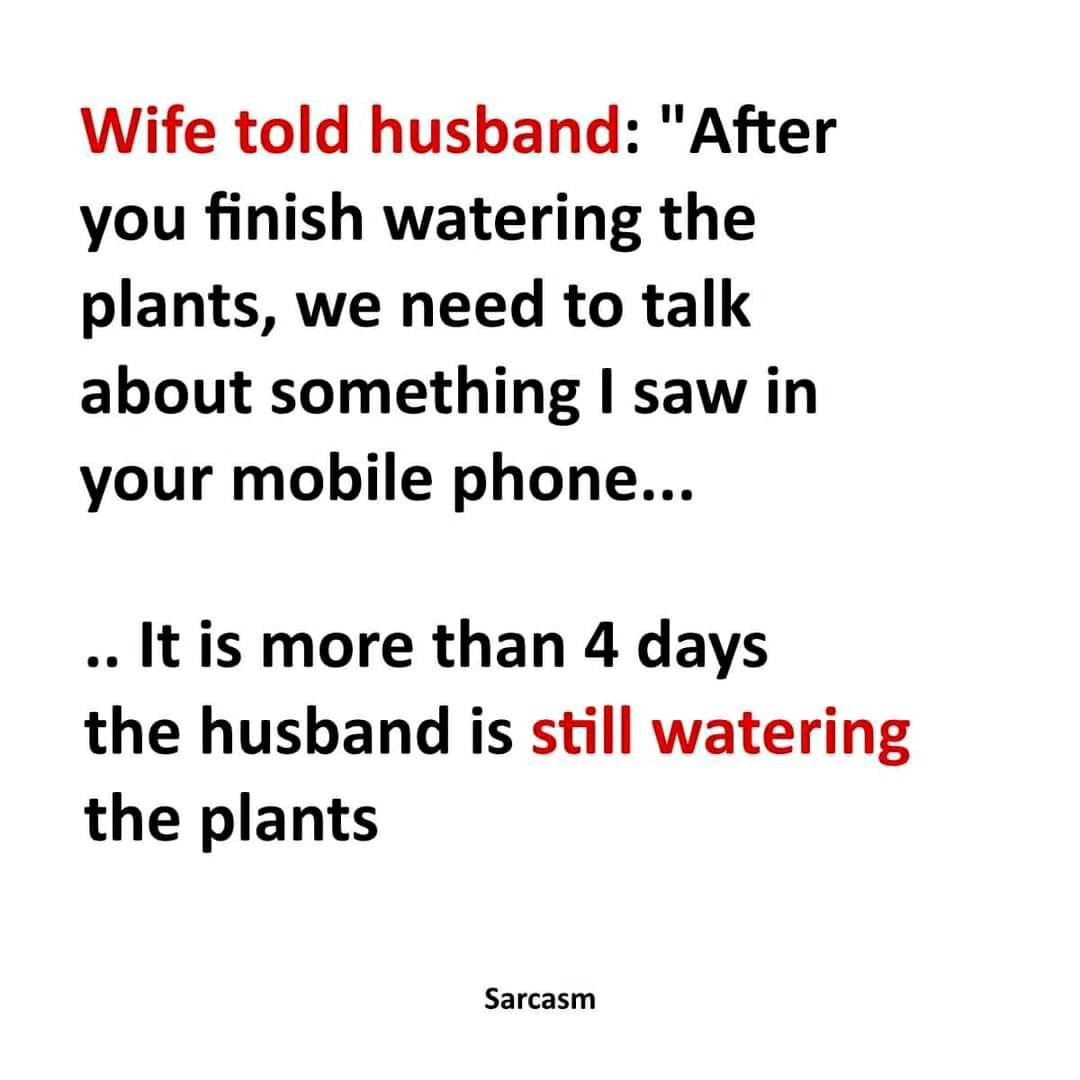 Wife told husband: "After
you finish watering the
plants, we need to talk
about something I saw in
your mobile phone...
.. It is more than 4 days
the husband is still watering
the plants
Sarcasm